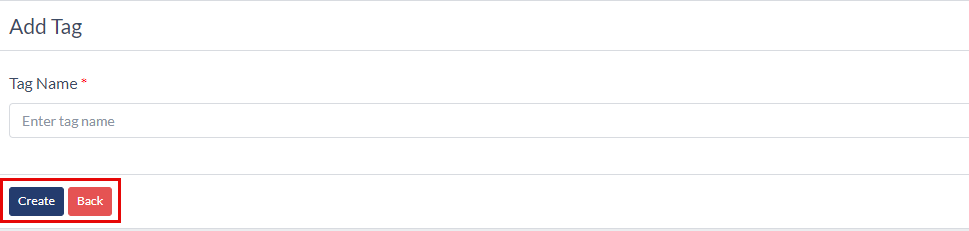 Add Tag
Tag Name *
Enter tag name
Create Back